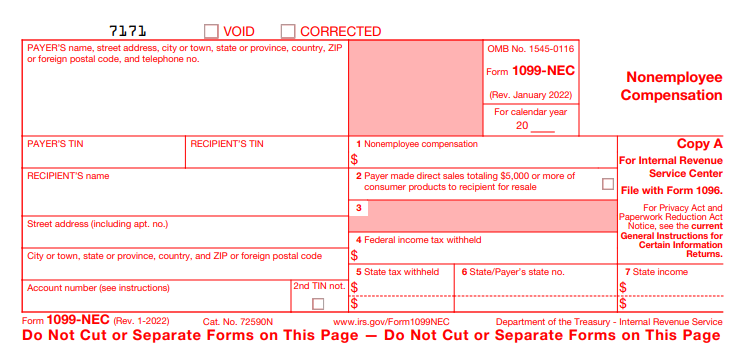 7171
VOID
CORRECTED
PAYER'S name, street address, city or town, state or province, country, ZIP
or foreign postal code, and telephone no.
OMB No. 1545-0116
Form 1099-NEC
(Rev. January 2022)
For calendar year
20 ____
Nonemployee
Compensation
PAYER'S TIN
RECIPIENT'S TIN
1 Nonemployee compensation
$
Copy A
For Internal Revenue
Service Center
File with Form 1096.
For Privacy Act and
Paperwork Reduction Act
Notice, see the current
General Instructions for
Certain Information
Returns.
RECIPIENT'S name
2 Payer made direct sales totaling $5,000 or more of
consumer products to recipient for resale
3
Street address (including apt. no.)
4 Federal income tax withheld
$
City or town, state or province, country, and ZIP or foreign postal code
5 State tax withheld
$
$
6 State/Payer's state no.
7 State income
$
$
Account number (see instructions)
2nd TIN not.
Form 1099-NEC (Rev. 1-2022)
Cat. No. 72590N
www.irs.gov/Form1099NEC
Department of the Treasury - Internal Revenue Service
Do Not Cut or Separate Forms on This Page — Do Not Cut or Separate Forms on This Page